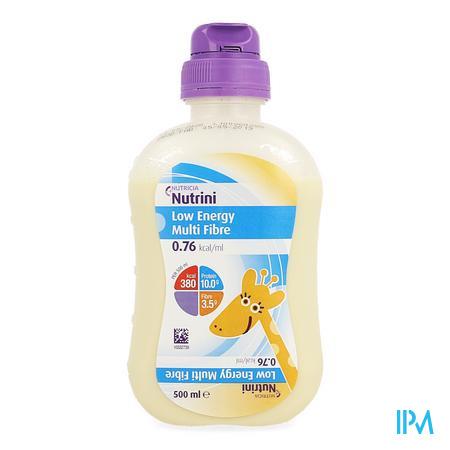 NUTRICIA
Nutrini
Low Energy
Multi Fibre
0.76 kcal/ml
Per 500 ml
kcal
380
Protein
10.0g
Fibre
3.5g
0.76 kcal/ml
Low Energy Multi Fibre
NUTRICIA
Nutrini
500 ml e
IPM